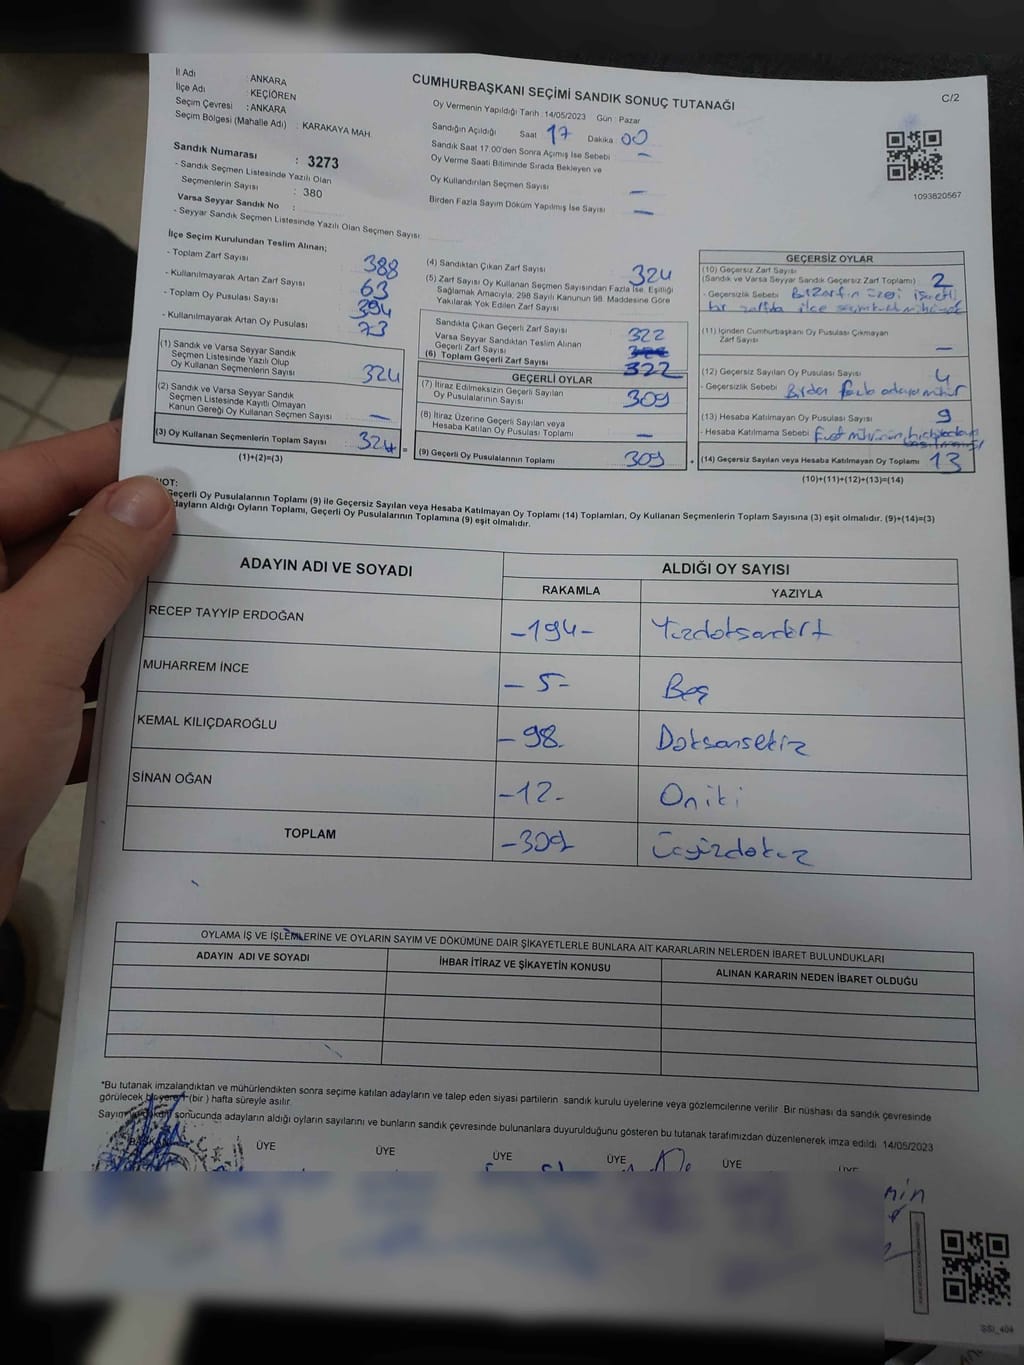 İl Adı : ANKARA
İlçe Adı : KEÇİÖREN
Seçim Çevresi : ANKARA
Seçim Bölgesi (Mahalle Adı) : KARAKAYA MAH.
Sandık Numarası : 3273
- Sandık Seçmen Listesinde Yazılı Olan
Seçmenlerin Sayısı : 380
Varsa Seyyar Sandık No :
- Seyyar Sandık Seçmen Listesinde Yazılı Olan Seçmen Sayısı:
CUMHURBAŞKANI SEÇİMİ SANDIK SONUÇ TUTANAĞI
C/2
Oy Vermenin Yapıldığı Tarih : 14/05/2023 Gün : Pazar
Sandığın Açıldığı Saat 17 Dakika 00
Sandık Saat 17:00'den Sonra Açımış İse Sebebi –
Oy Verme Saati Bitiminde Sırada Bekleyen ve
Oy Kullandırılan Seçmen Sayısı –
Birden Fazla Sayım Döküm Yapılmış İse Sayısı –
1093820567
İlçe Seçim Kurulundan Teslim Alınan;
- Toplam Zarf Sayısı 388
- Kullanılmayarak Artan Zarf Sayısı 63
- Toplam Oy Pusulası Sayısı 394
- Kullanılmayarak Artan Oy Pusulası 73
(1) Sandık ve Varsa Seyyar Sandık
Seçmen Listesinde Yazılı Olup
Oy Kullanan Seçmenlerin Sayısı 324
(2) Sandık ve Varsa Seyyar Sandık
Seçmen Listesinde Kayıtlı Olmayan
Kanun Gereği Oy Kullanan Seçmen Sayısı –
(3) Oy Kullanan Seçmenlerin Toplam Sayısı 324 =
(1)+(2)=(3)
(4) Sandıktan Çıkan Zarf Sayısı 324
(5) Zarf Sayısı Oy Kullanan Seçmen Sayısından Fazla İse, Eşitliği
Sağlamak Amacıyla, 298 Sayılı Kanunun 98. Maddesine Göre
Yakılarak Yok Edilen Zarf Sayısı
Sandıkta Çıkan Geçerli Zarf Sayısı 322
Varsa Seyyar Sandıktan Teslim Alınan
Geçerli Zarf Sayısı
(6) Toplam Geçerli Zarf Sayısı 322
GEÇERLİ OYLAR
(7) İtiraz Edilmeksizin Geçerli Sayılan
Oy Pusulalarının Sayısı 309
(8) İtiraz Üzerine Geçerli Sayılan veya
Hesaba Katılan Oy Pusulası Toplamı –
(9) Geçerli Oy Pusulalarının Toplamı 309 +
GEÇERSİZ OYLAR
(10) Geçersiz Zarf Sayısı
(Sandık ve Varsa Seyyar Sandık Geçersiz Zarf Toplamı) 2
- Geçersizlik Sebebi Bi zarfın üzeri işaretli
bir zarfda ilçe seçim
(11) İçinden Cumhurbaşkanı Oy Pusulası Çıkmayan
Zarf Sayısı –
(12) Geçersiz Sayılan Oy Pusulası Sayısı 4
- Geçersizlik Sebebi Birden fazla adaya mühür
(13) Hesaba Katılmayan Oy Pusulası Sayısı 9
- Hesaba Katılmama Sebebi Evet mührünün
(14) Geçersiz Sayılan veya Hesaba Katılmayan Oy Toplamı 13
(10)+(11)+(12)+(13)=(14)
NOT:
Geçerli Oy Pusulalarının Toplamı (9) ile Geçersiz Sayılan veya Hesaba Katılmayan Oy Toplamı (14) Toplamları, Oy Kullanan Seçmenlerin Toplam Sayısına (3) eşit olmalıdır. (9)+(14)=(3)
Adayların Aldığı Oyların Toplamı, Geçerli Oy Pusulalarının Toplamına (9) eşit olmalıdır.
ADAYIN ADI VE SOYADI
ALDIĞI OY SAYISI
RAKAMLA
YAZIYLA
RECEP TAYYİP ERDOĞAN -194- Yüzdoksandört
MUHARREM İNCE -5- Beş
KEMAL KILIÇDAROĞLU -98- Doksansekiz
SİNAN OĞAN -12- Oniki
TOPLAM -309 Üçyüzdokuz
OYLAMA İŞ VE İŞLEMLERİNE VE OYLARIN SAYIM VE DÖKÜMÜNE DAİR ŞİKAYETLERLE BUNLARA AİT KARARLARIN NELERDEN İBARET BULUNDUKLARI
ADAYIN ADI VE SOYADI
İHBAR İTİRAZ VE ŞİKAYETİN KONUSU
ALINAN KARARIN NEDEN İBARET OLDUĞU
*Bu tutanak imzalandıktan ve mühürlendikten sonra seçime katılan adayların ve talep eden siyasi partilerin sandık kurulu üyelerine veya gözlemcilerine verilir. Bir nüshası da sandık çevresinde
görülecek bir yere 1 (bir ) hafta süreyle asılır.
Sayım ve döküm sonucunda adayların aldığı oyların sayılarını ve bunların sandık çevresinde bulunanlara duyurulduğunu gösteren bu tutanak tarafımızdan düzenlenerek imza edildi. 14/05/2023
BAŞKAN ÜYE ÜYE ÜYE ÜYE ÜYE ÜYE